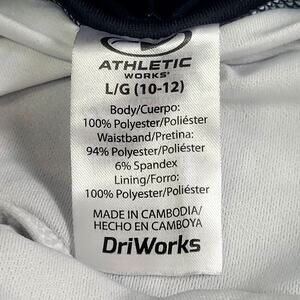 ATHLETIC
WORKS
L/G (10-12)
Body/Cuerpo:
100% Polyester/Poliéster
Waistband/Pretina:
94% Polyester/Poliéster
6% Spandex
Lining/Forro:
100% Polyester/Poliéster
MADE IN CAMBODIA/
HECHO EN CAMBOYA
DriWorks